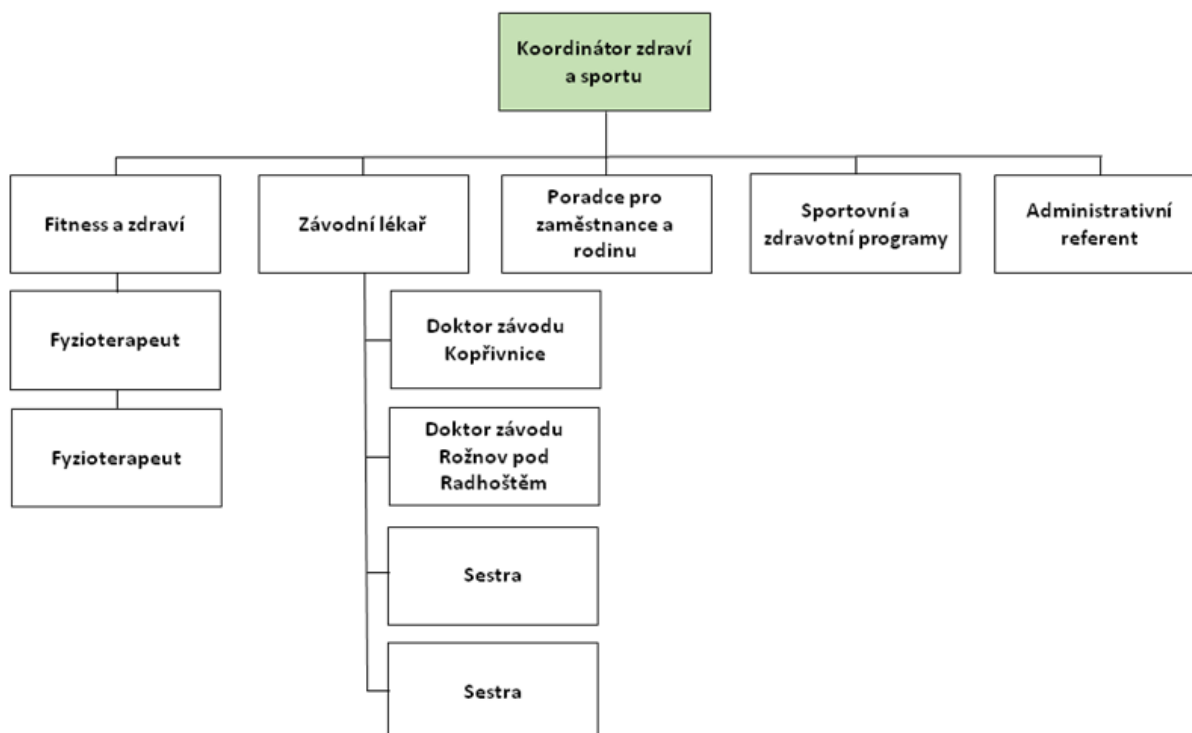 Koordinátor zdraví
a sportu
Fitness a zdraví
Závodní lékař
Poradce pro
zaměstnance a
rodinu
Sportovní a
zdravotní programy
Administrativní
referent
Fyzioterapeut
Fyzioterapeut
Doktor závodu
Kopřivnice
Doktor závodu
Rožnov pod
Radhoštěm
Sestra
Sestra